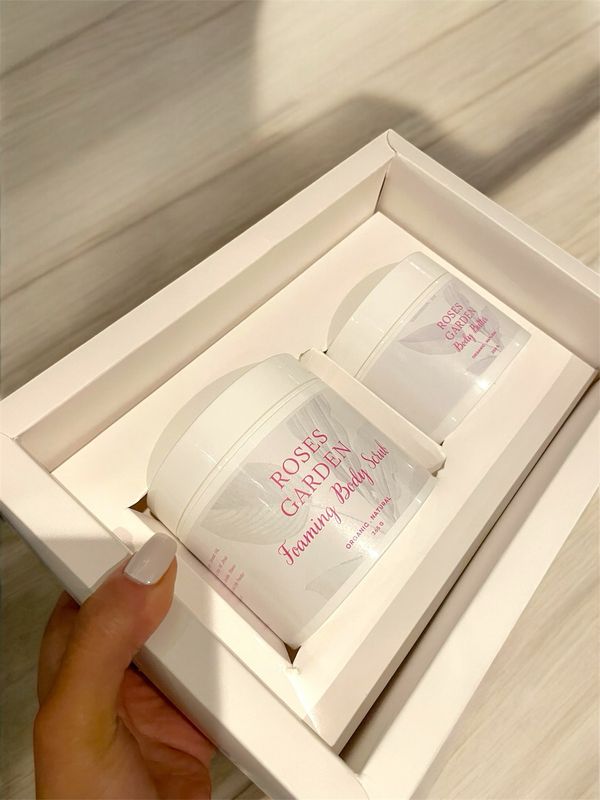 ROSES
GARDEN
Foaming Body Scrub
ORGANIC . NATURAL
ROSES
GARDEN
Body Butter